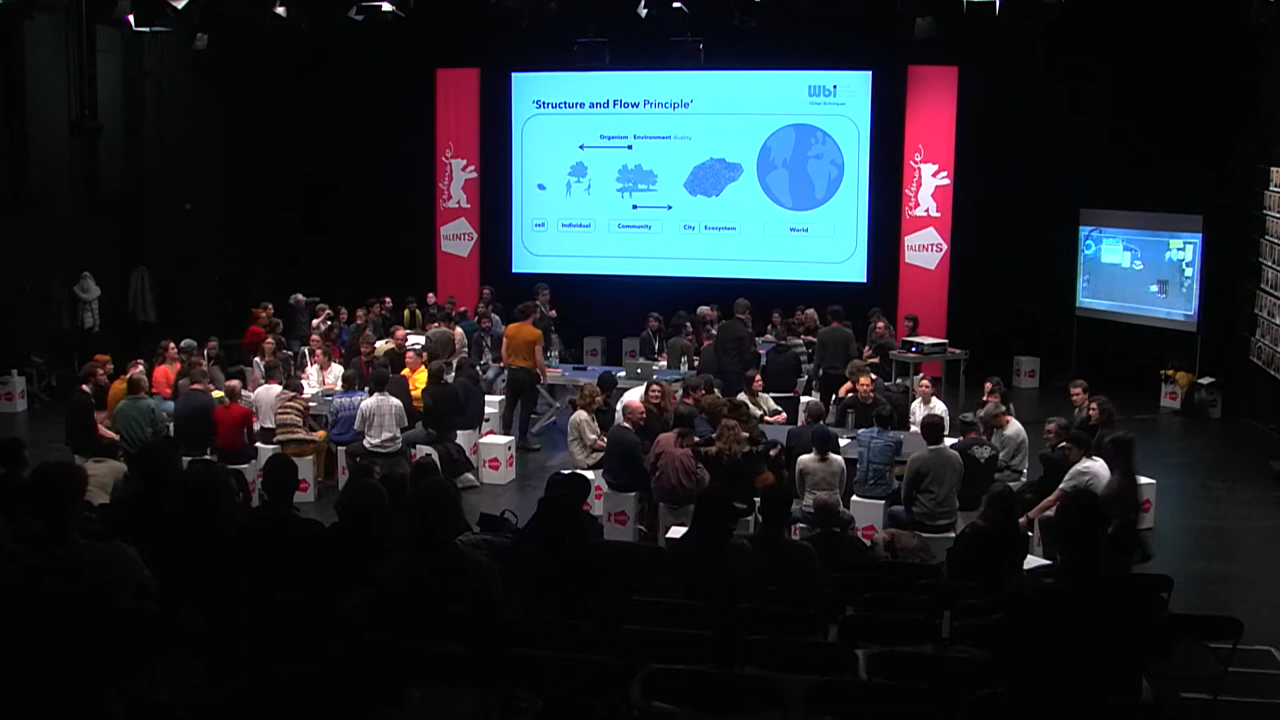 Wbi
'Structure and Flow Principle'
Organism Environment duality
cell
Individual
Community
City
Ecosystem
World
Berlinale
TALENTS
Berlinale
TALENTS